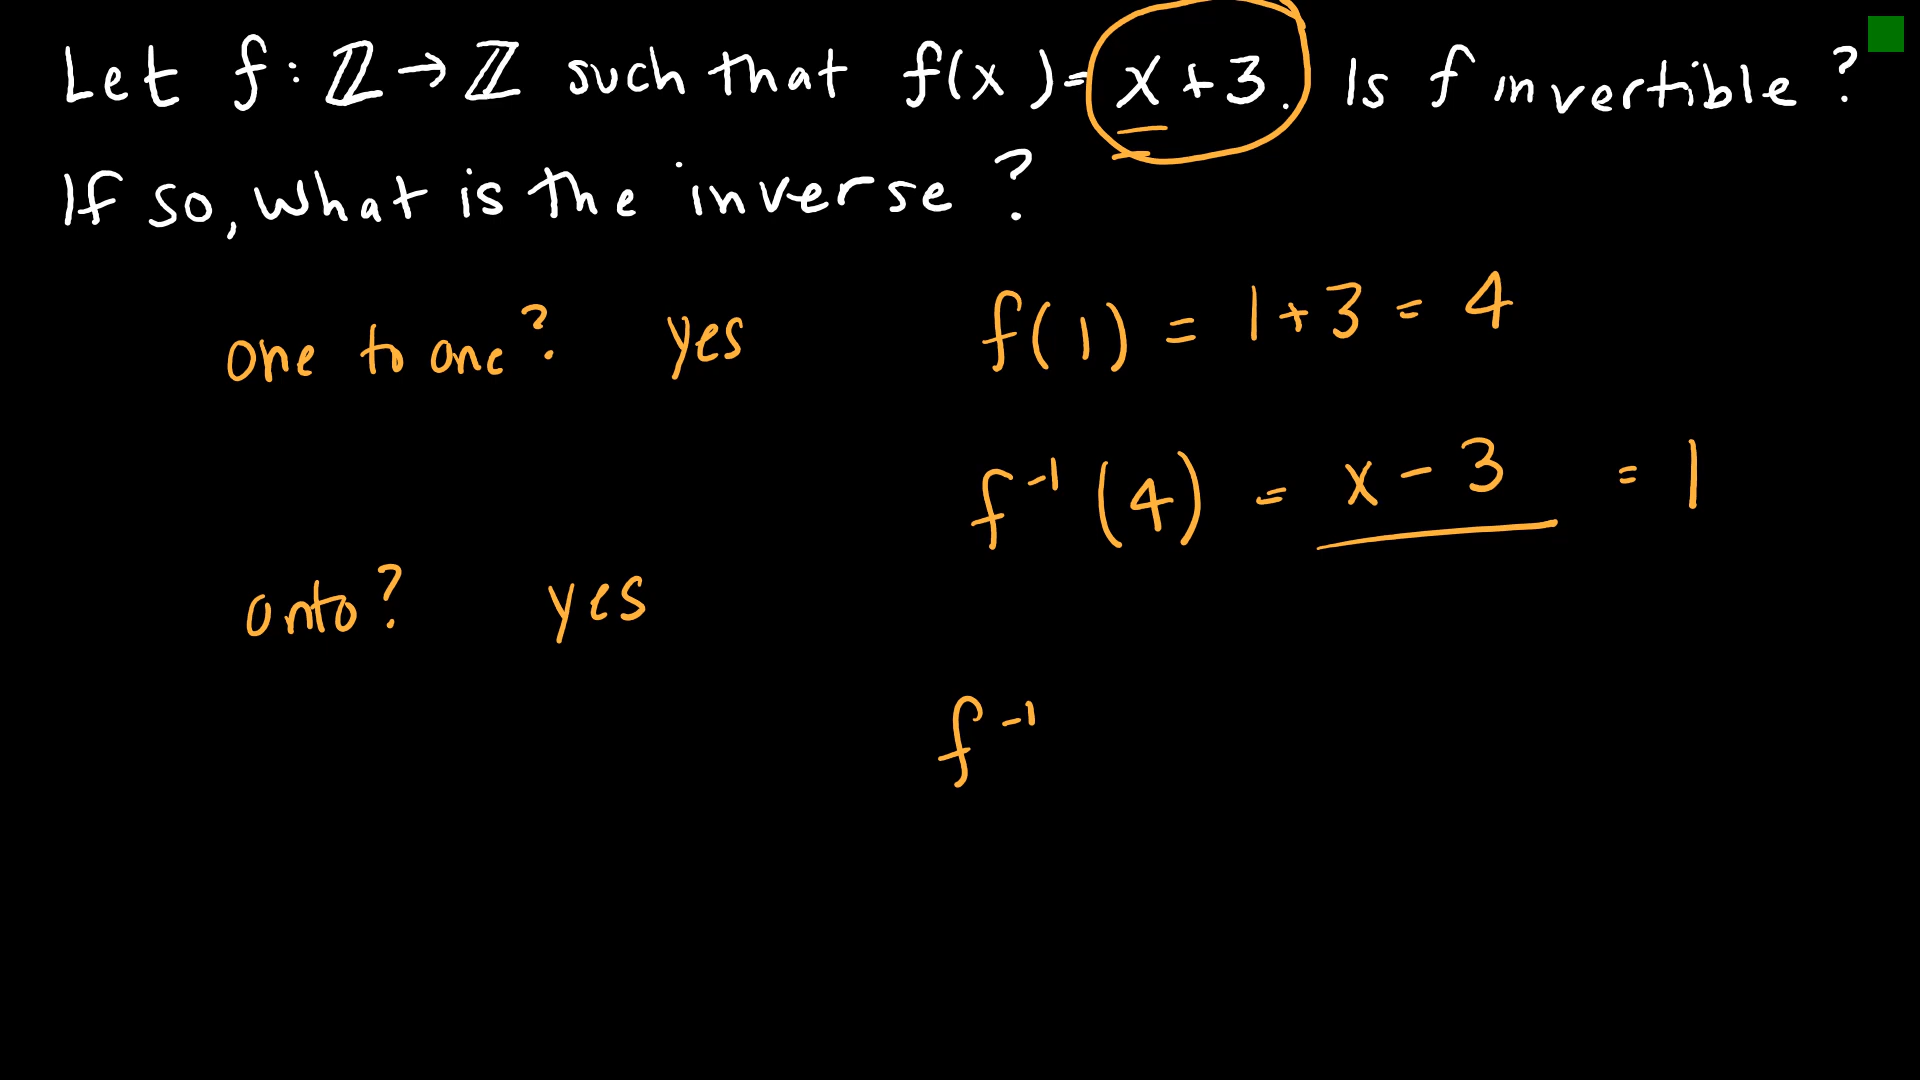 Let f: ℤ → ℤ such that f(x) = x + 3. Is f invertible?
If so, what is the inverse?
one to one? yes
f(1) = 1 + 3 = 4
f⁻¹(4) = x - 3 = 1
onto? yes
f⁻¹